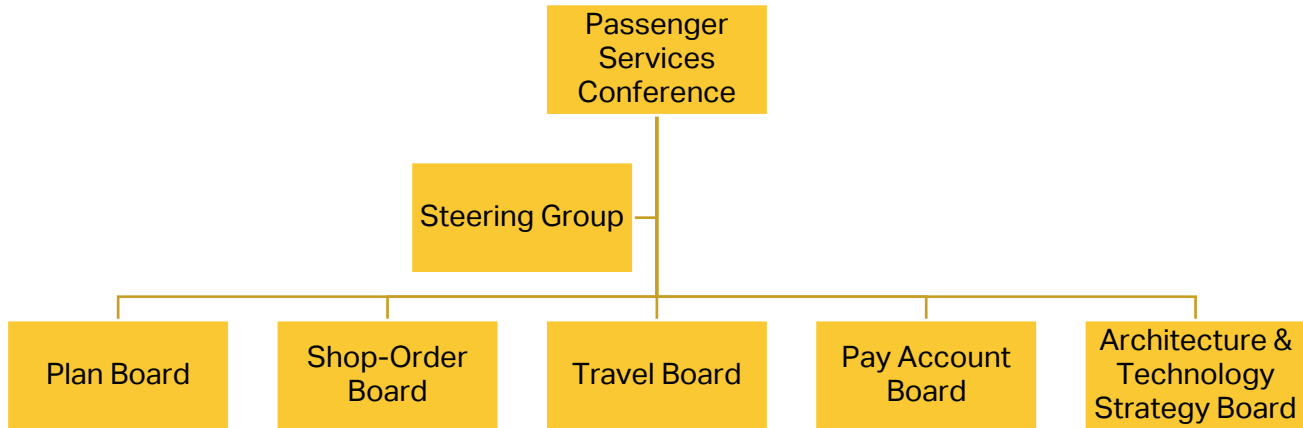 Passenger
Services
Conference
Steering Group
Plan Board
Shop-Order
Board
Travel Board
Pay Account
Board
Architecture &
Technology
Strategy Board